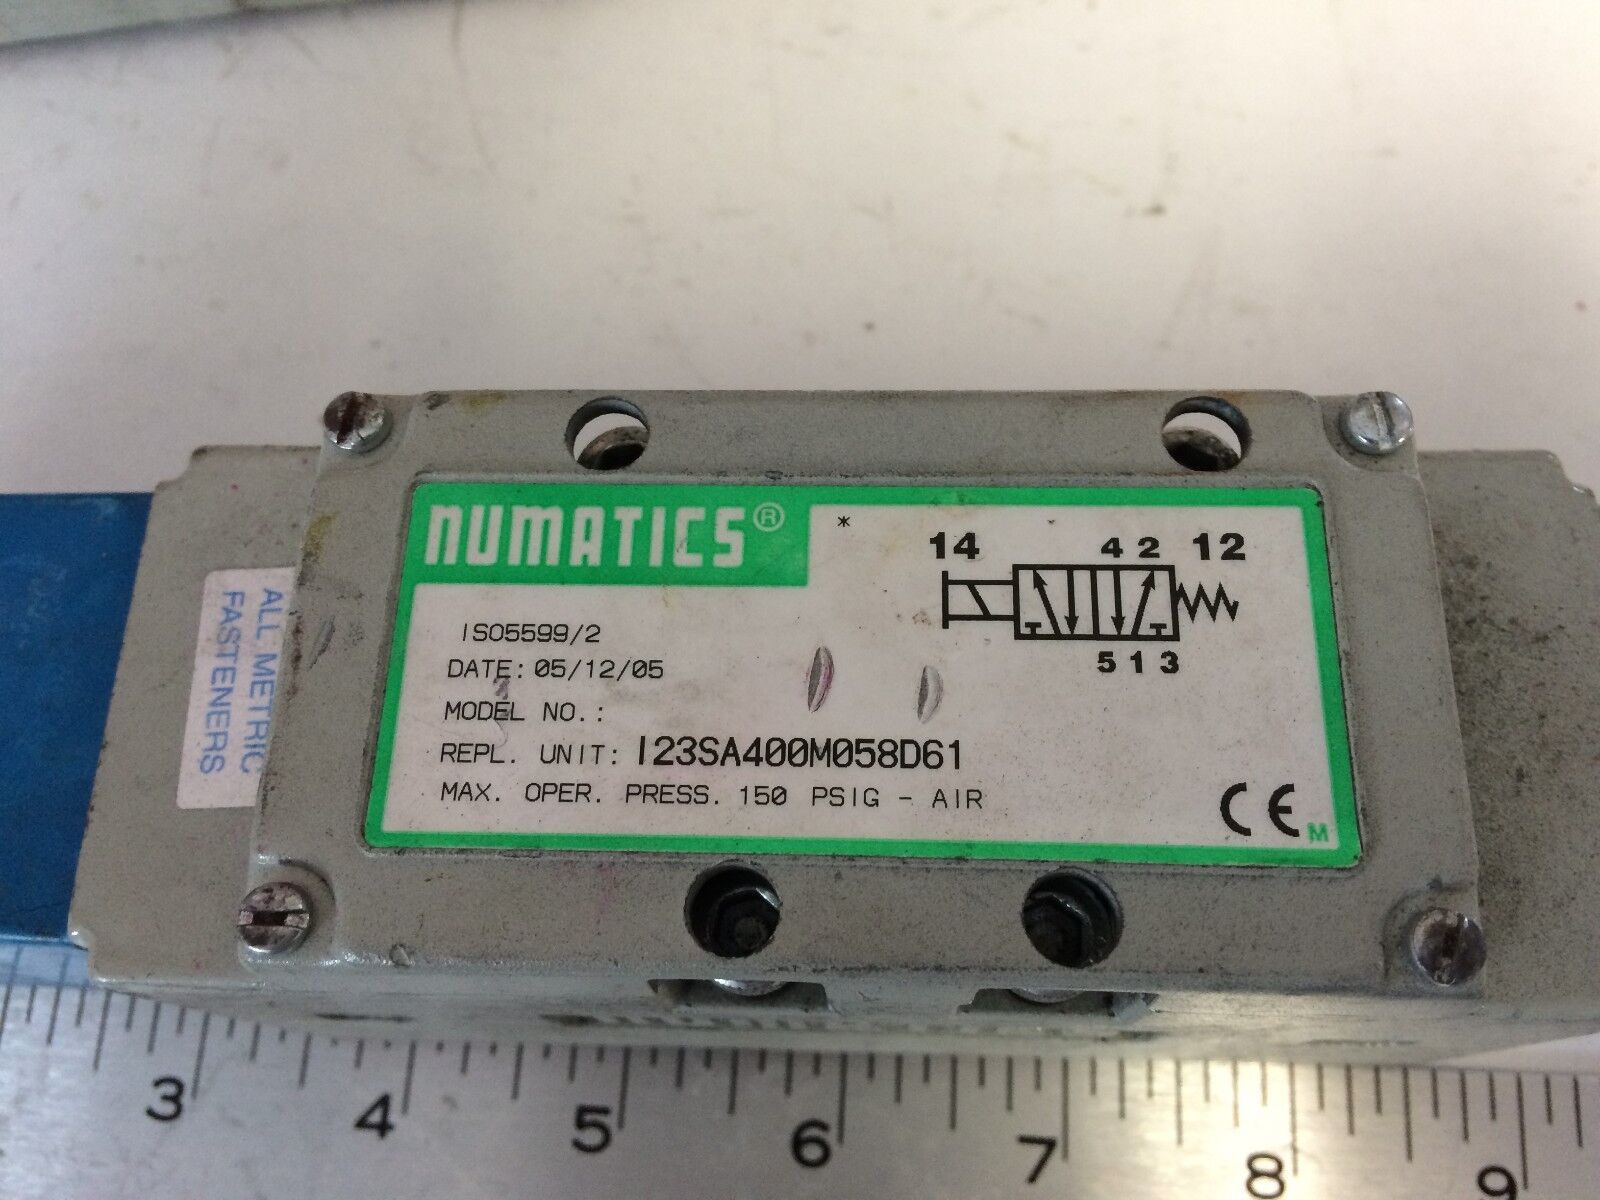 NUMATICS®
*
14 4 2 12
5 1 3
ISO5599/2
DATE: 05/12/05
MODEL NO.:
REPL. UNIT: I23SA400M058D61
MAX. OPER. PRESS. 150 PSIG - AIR
CE
M
ALL METRIC
FASTENERS
3 4 5 6 7 8 9